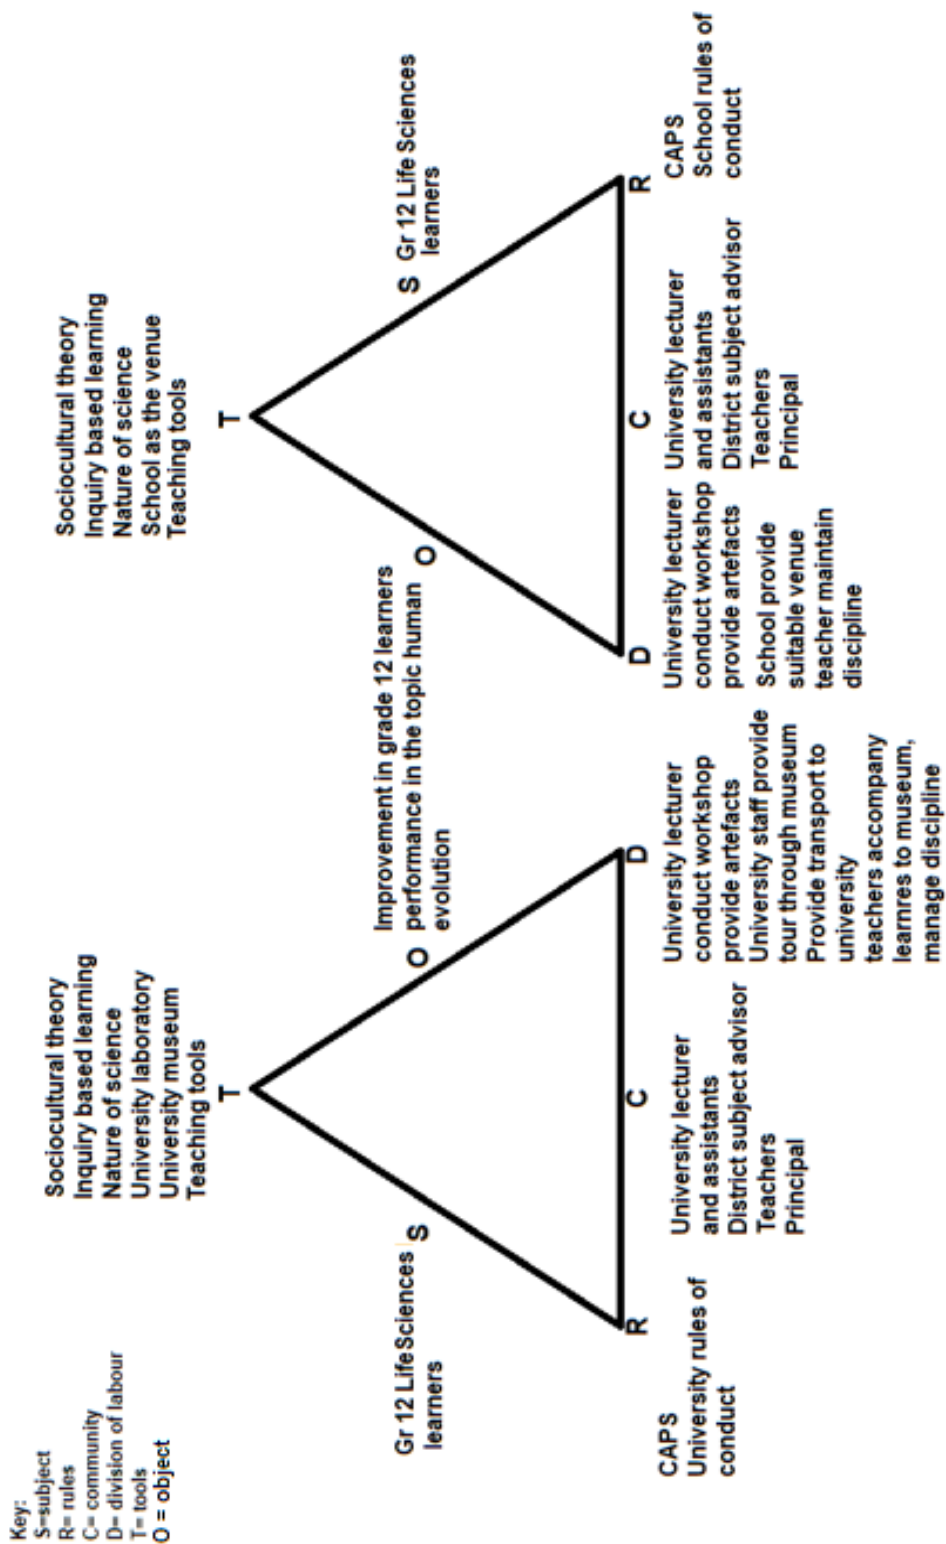 Key:
S=subject
R= rules
C= community
D= division of labour
T= tools
O = object
Sociocultural theory
Inquiry based learning
Nature of science
University laboratory
University museum
Teaching tools
T
Gr 12 Life Sciences
learners
S
O
Improvement in grade 12 learners
performance in the topic human
evolution
R
CAPS
University rules of
conduct
C
University lecturer
and assistants
District subject advisor
Teachers
Principal
D
University lecturer
conduct workshop
provide artefacts
University staff provide
tour through museum
Provide transport to
university
teachers accompany
learnres to museum,
manage discipline
Sociocultural theory
Inquiry based learning
Nature of science
School as the venue
Teaching tools
T
O
S
Gr 12 Life Sciences
learners
D
University lecturer
conduct workshop
provide artefacts
School provide
suitable venue
teacher maintain
discipline
C
University lecturer
and assistants
District subject advisor
Teachers
Principal
R
CAPS
School rules of
conduct